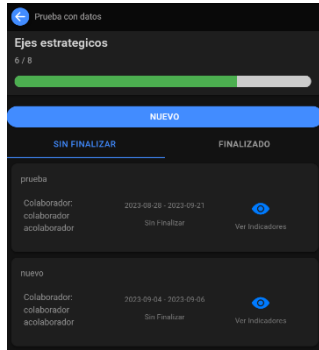 Prueba con datos
Ejes estrategicos
6 / 8
NUEVO
SIN FINALIZAR
FINALIZADO
prueba
Colaborador:
colaborador
acolaborador
2023-08-28 - 2023-09-21
Sin Finalizar
Ver Indicadores
nuevo
Colaborador:
colaborador
acolaborador
2023-09-04 - 2023-09-06
Sin Finalizar
Ver Indicadores